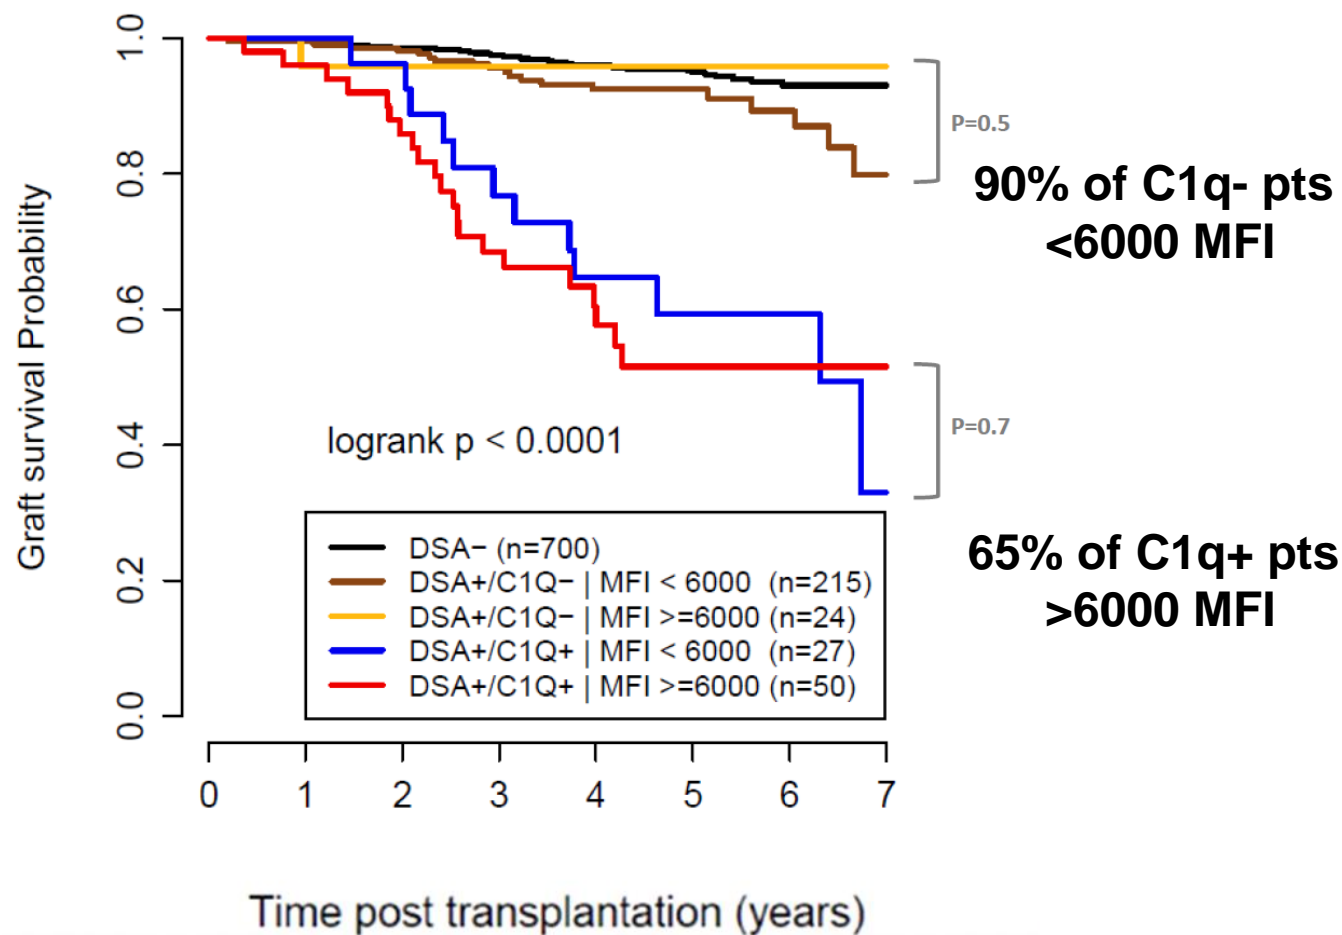 Graft survival Probability
1.0
0.8
0.6
0.4
0.2
0.0
P=0.5
90% of C1q- pts
<6000 MFI
P=0.7
logrank p < 0.0001
65% of C1q+ pts
>6000 MFI
DSA− (n=700)
DSA+/C1Q− | MFI < 6000 (n=215)
DSA+/C1Q− | MFI >=6000 (n=24)
DSA+/C1Q+ | MFI < 6000 (n=27)
DSA+/C1Q+ | MFI >=6000 (n=50)
0 1 2 3 4 5 6 7
Time post transplantation (years)